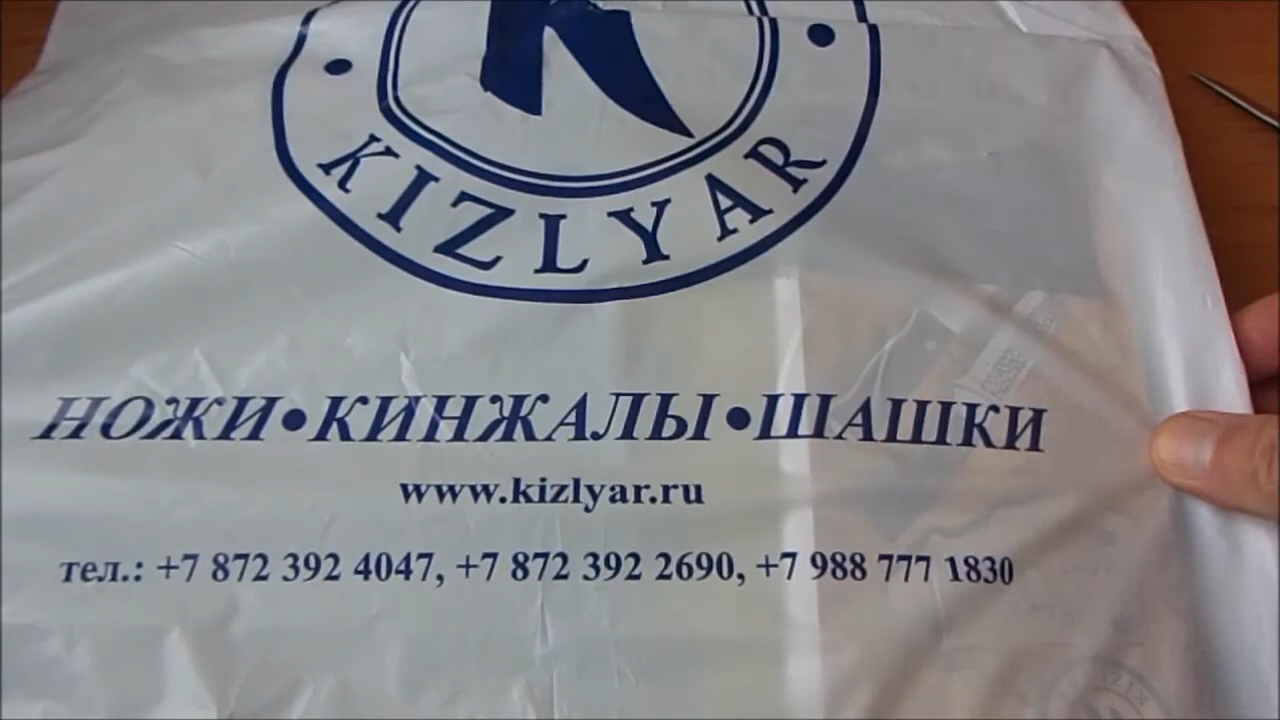 K
KIZLYAR
НОЖИ•КИНЖАЛЫ•ШАШКИ
www.kizlyar.ru
тел.: +7 872 392 4047, +7 872 392 2690, +7 988 777 1830